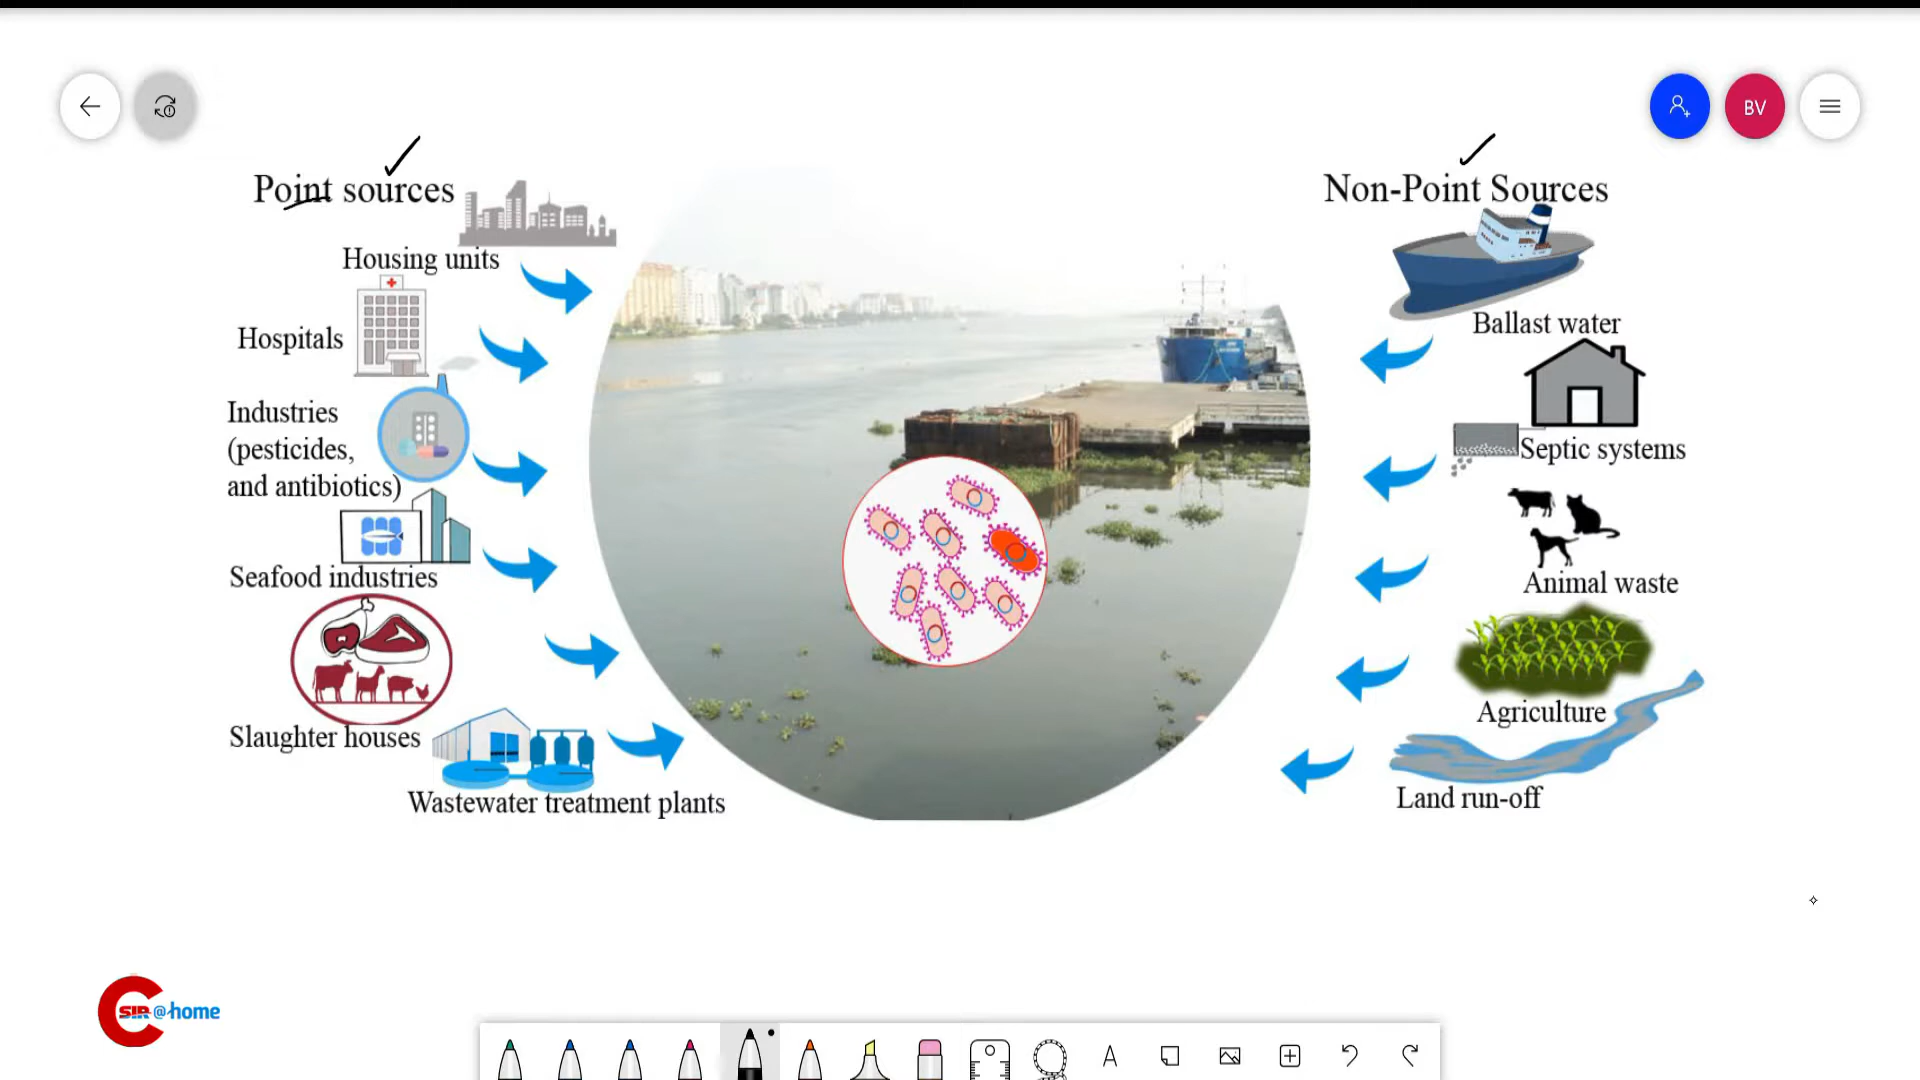 BV
Point sources
Housing units
Hospitals
Industries
(pesticides,
and antibiotics)
Seafood industries
Slaughter houses
Wastewater treatment plants
Non-Point Sources
Ballast water
Septic systems
Animal waste
Agriculture
Land run-off
CSIR@home